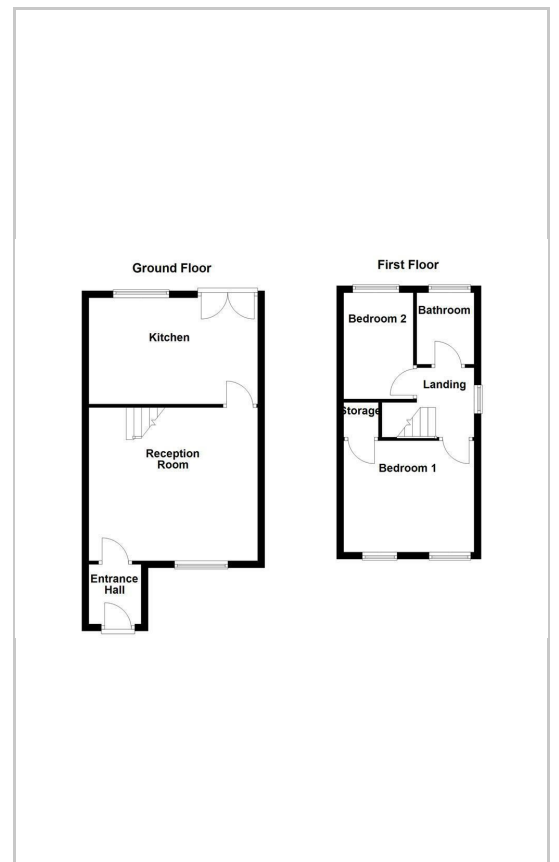 Ground Floor
Kitchen
Reception
Room
Entrance
Hall
First Floor
Bedroom 2
Bathroom
Landing
Storage
Bedroom 1